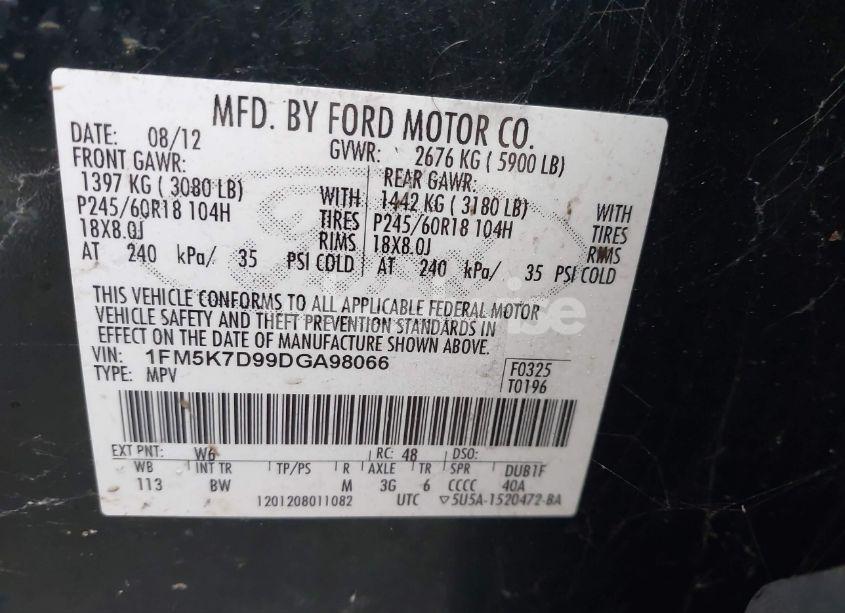 MFD. BY FORD MOTOR CO.
DATE: 08/12 GVWR: 2676 KG ( 5900 LB)
FRONT GAWR: REAR GAWR:
1397 KG ( 3080 LB) WITH 1442 KG ( 3180 LB) WITH
P245/60R18 104H TIRES P245/60R18 104H TIRES
18X8.0J RIMS 18X8.0J RIMS
AT 240 kPa/ 35 PSI COLD AT 240 kPa/ 35 PSI COLD
THIS VEHICLE CONFORMS TO ALL APPLICABLE FEDERAL MOTOR
VEHICLE SAFETY AND THEFT PREVENTION STANDARDS IN
EFFECT ON THE DATE OF MANUFACTURE SHOWN ABOVE.
VIN: 1FM5K7D99DGA98066 F0325
TYPE: MPV T0196
EXT PNT: W6 RC: 48 DSO:
WB INT TR TP/PS R AXLE TR SPR DUB1F
113 BW M 3G 6 CCCC 40A
1201208011082 UTC ▽5U5A-1520472-BA